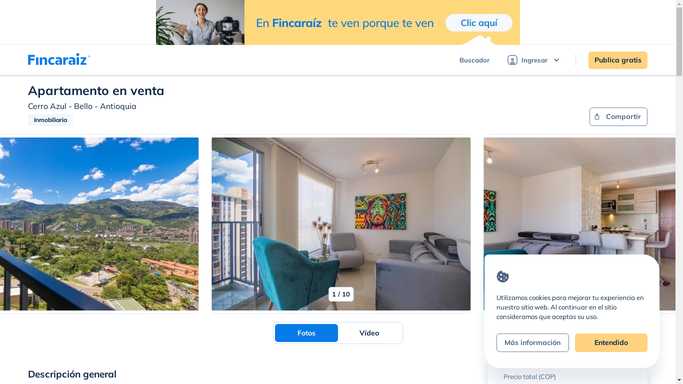 En Fincaraíz te ven porque te ven
Clic aquí
Fincaraíz
Buscador
Ingresar
Publica gratis
Apartamento en venta
Cerro Azul - Bello - Antioquia
Inmobiliaria
Compartir
1 / 10
Utilizamos cookies para mejorar tu experiencia en
nuestro sitio web. Al continuar en el sitio
consideramos que aceptas su uso.
Más información
Entendido
Fotos
Vídeo
Descripción general
Precio total (COP)